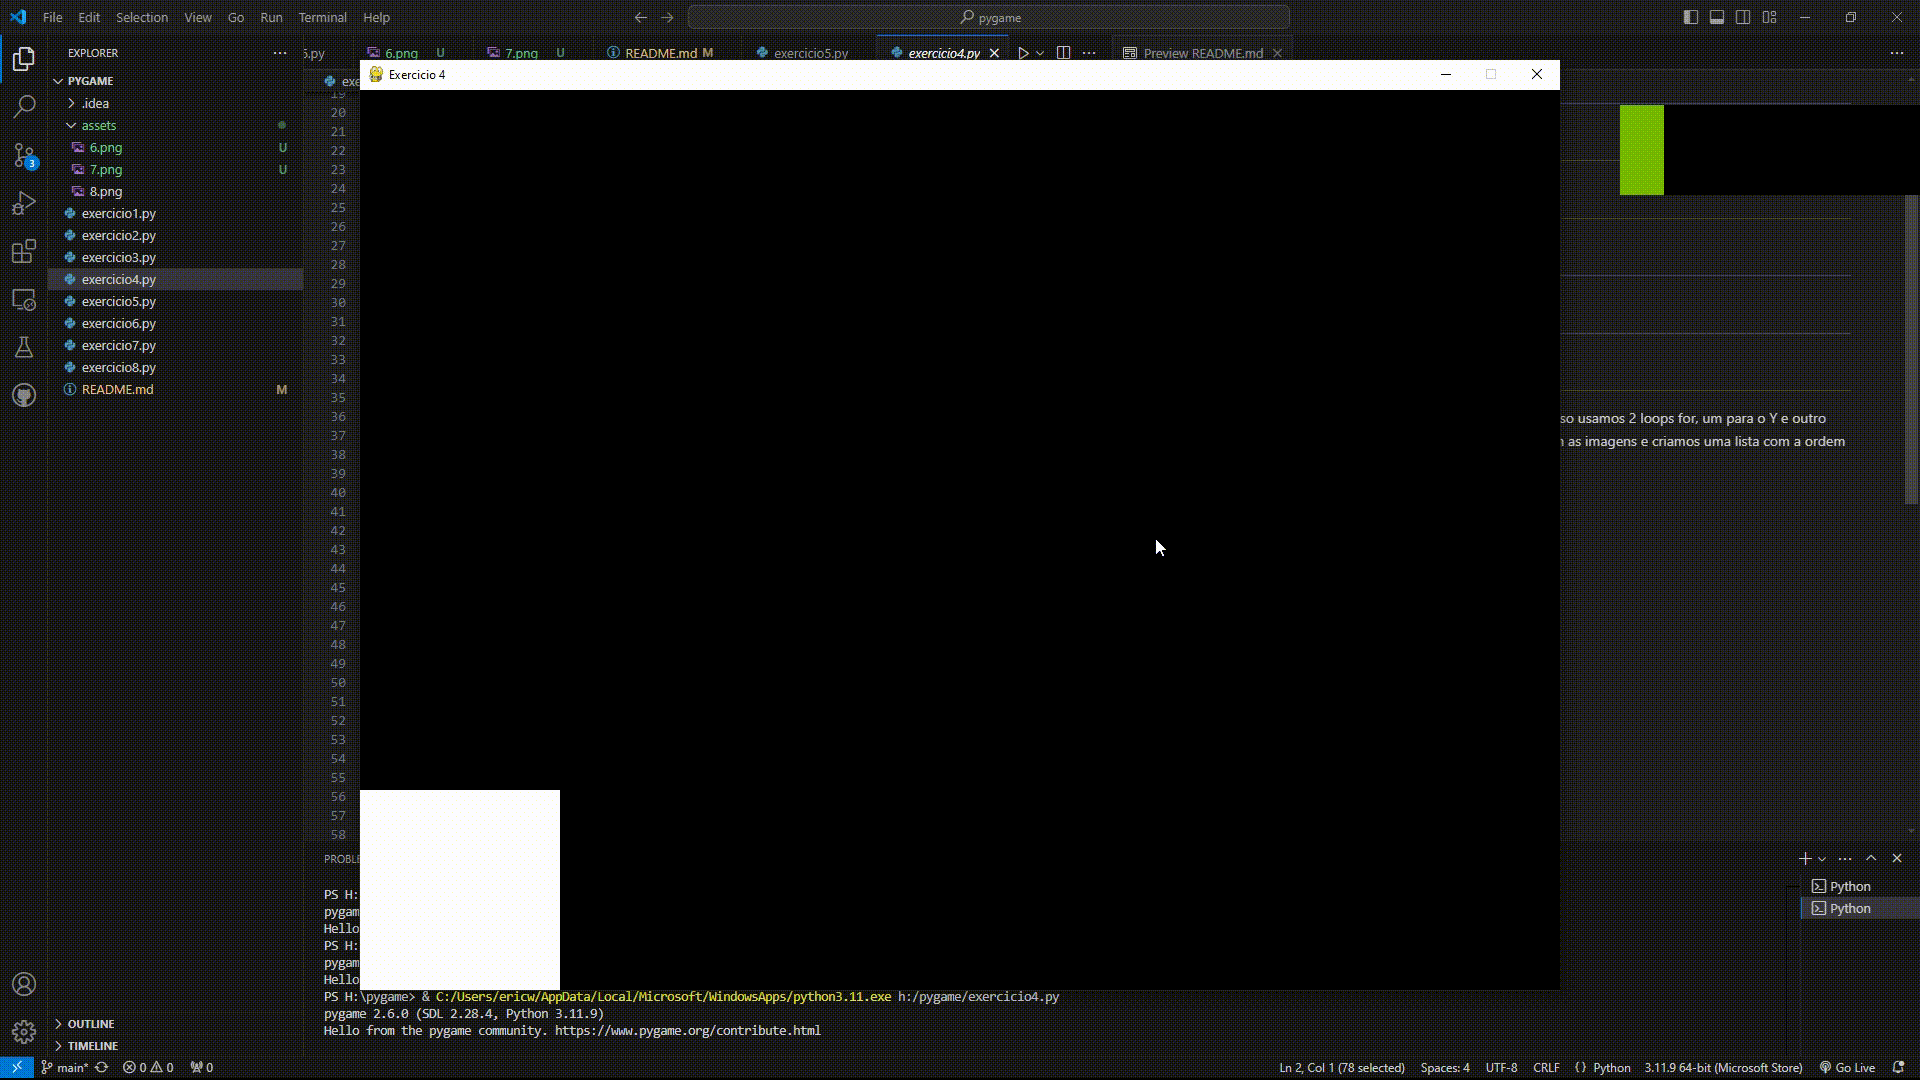 File Edit Selection View Go Run Terminal Help
pygame
EXPLORER
5.py
6.png U
7.png U
README.md M
exercicio5.py
exercicio4.py
Preview README.md
PYGAME
.idea
assets
6.png U
7.png U
8.png
exercicio1.py
exercicio2.py
exercicio3.py
exercicio4.py
exercicio5.py
exercicio6.py
exercicio7.py
exercicio8.py
README.md M
3
exe
Exercicio 4
19
20
21
22
23
24
25
26
27
28
29
30
31
32
33
34
35
36
37
38
39
40
41
42
43
44
45
46
47
48
49
50
51
52
53
54
55
56
57
58
so usamos 2 loops for, um para o Y e outro
as imagens e criamos uma lista com a ordem
PROBLE
PS H:
pygam
Hello
PS H:
pygam
Hello
PS H:\pygame> & C:/Users/ericw/AppData/Local/Microsoft/WindowsApps/python3.11.exe h:/pygame/exercicio4.py
pygame 2.6.0 (SDL 2.28.4, Python 3.11.9)
Hello from the pygame community. https://www.pygame.org/contribute.html
Python
Python
OUTLINE
TIMELINE
main* 0 0 0
Ln 2, Col 1 (78 selected) Spaces: 4 UTF-8 CRLF Python 3.11.9 64-bit (Microsoft Store) Go Live